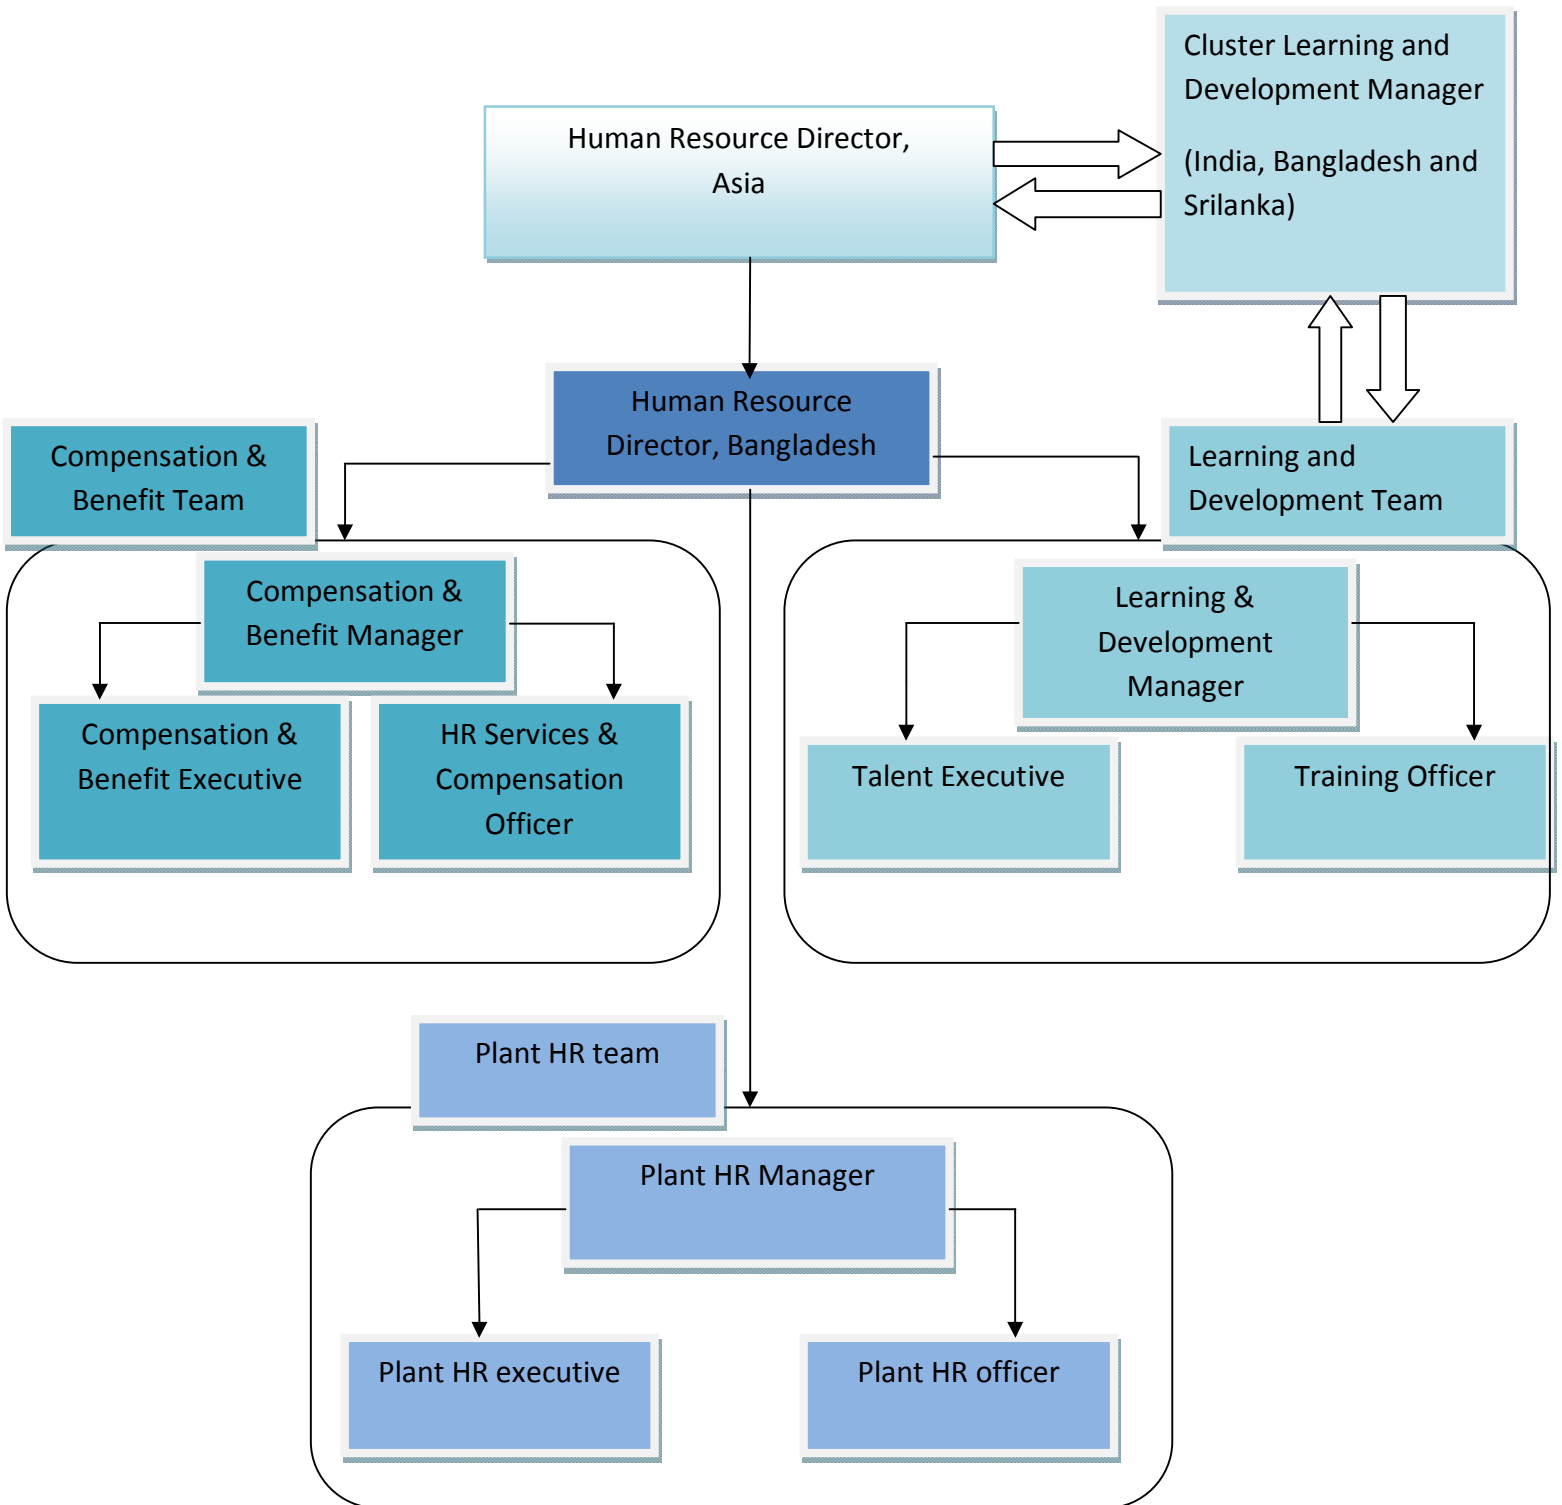 Cluster Learning and
Development Manager
(India, Bangladesh and
Srilanka)
Human Resource Director,
Asia
Human Resource
Director, Bangladesh
Compensation &
Benefit Team
Learning and
Development Team
Compensation &
Benefit Manager
Learning &
Development
Manager
Compensation &
Benefit Executive
HR Services &
Compensation
Officer
Talent Executive
Training Officer
Plant HR team
Plant HR Manager
Plant HR executive
Plant HR officer